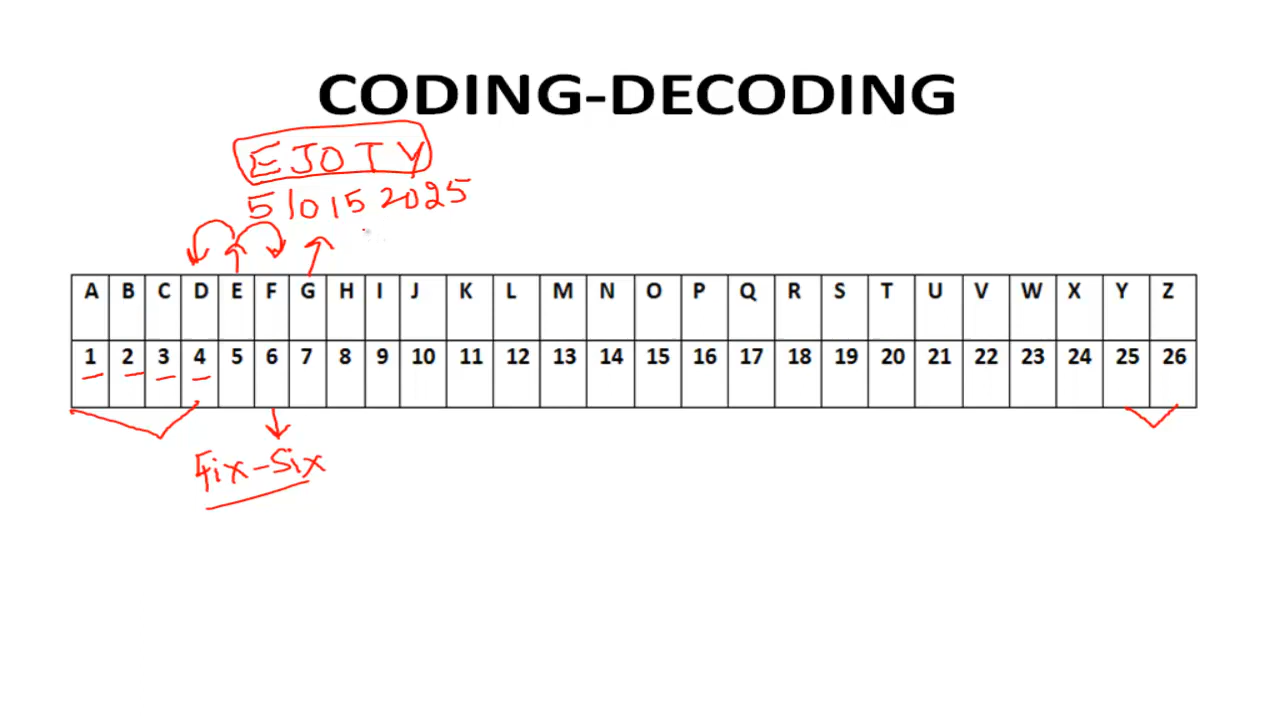 CODING-DECODING
EJOTY
5 10 15 20 25
A B C D E F G H I J K L M N O P Q R S T U V W X Y Z
1 2 3 4 5 6 7 8 9 10 11 12 13 14 15 16 17 18 19 20 21 22 23 24 25 26
Fix-Six